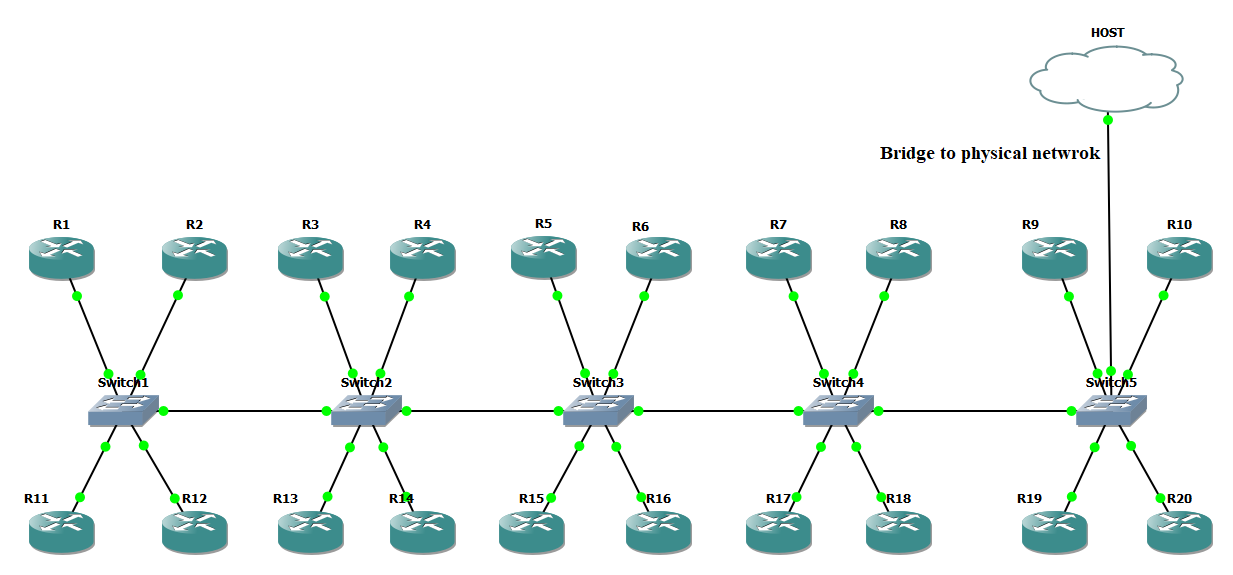 HOST
Bridge to physical netwrok
R1
R2
R3
R4
R5
R6
R7
R8
R9
R10
Switch1
Switch2
Switch3
Switch4
Switch5
R11
R12
R13
R14
R15
R16
R17
R18
R19
R20